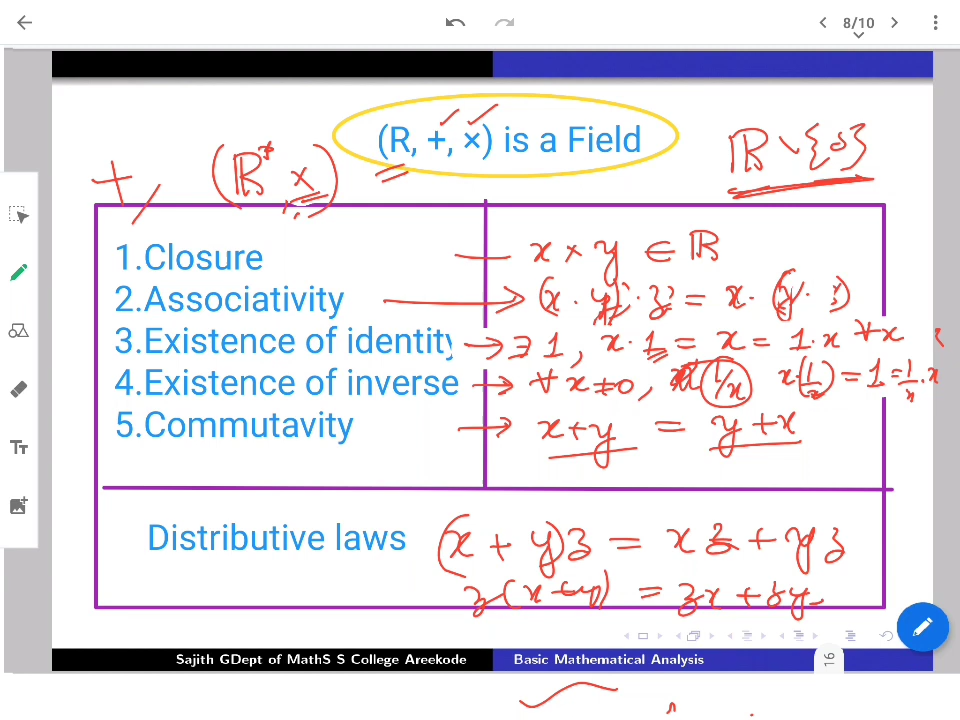 8/10
(R, +, ×) is a Field
ℝ \ {0}
+, (ℝ* ×) =
1.Closure — x × y ∈ ℝ
2.Associativity → (x · y) · z = x · (y · z)
3.Existence of identity → ∃ 1, x · 1 = x = 1 · x ∀x
4.Existence of inverse → ∀ x ≠ 0, 1/x x · (1/x) = 1 = 1/x · x
5.Commutavity → x + y = y + x
Distributive laws (x + y)z = xz + yz
z(x + y) = zx + zy
Sajith GDept of MathS S College Areekode Basic Mathematical Analysis 16
Tт